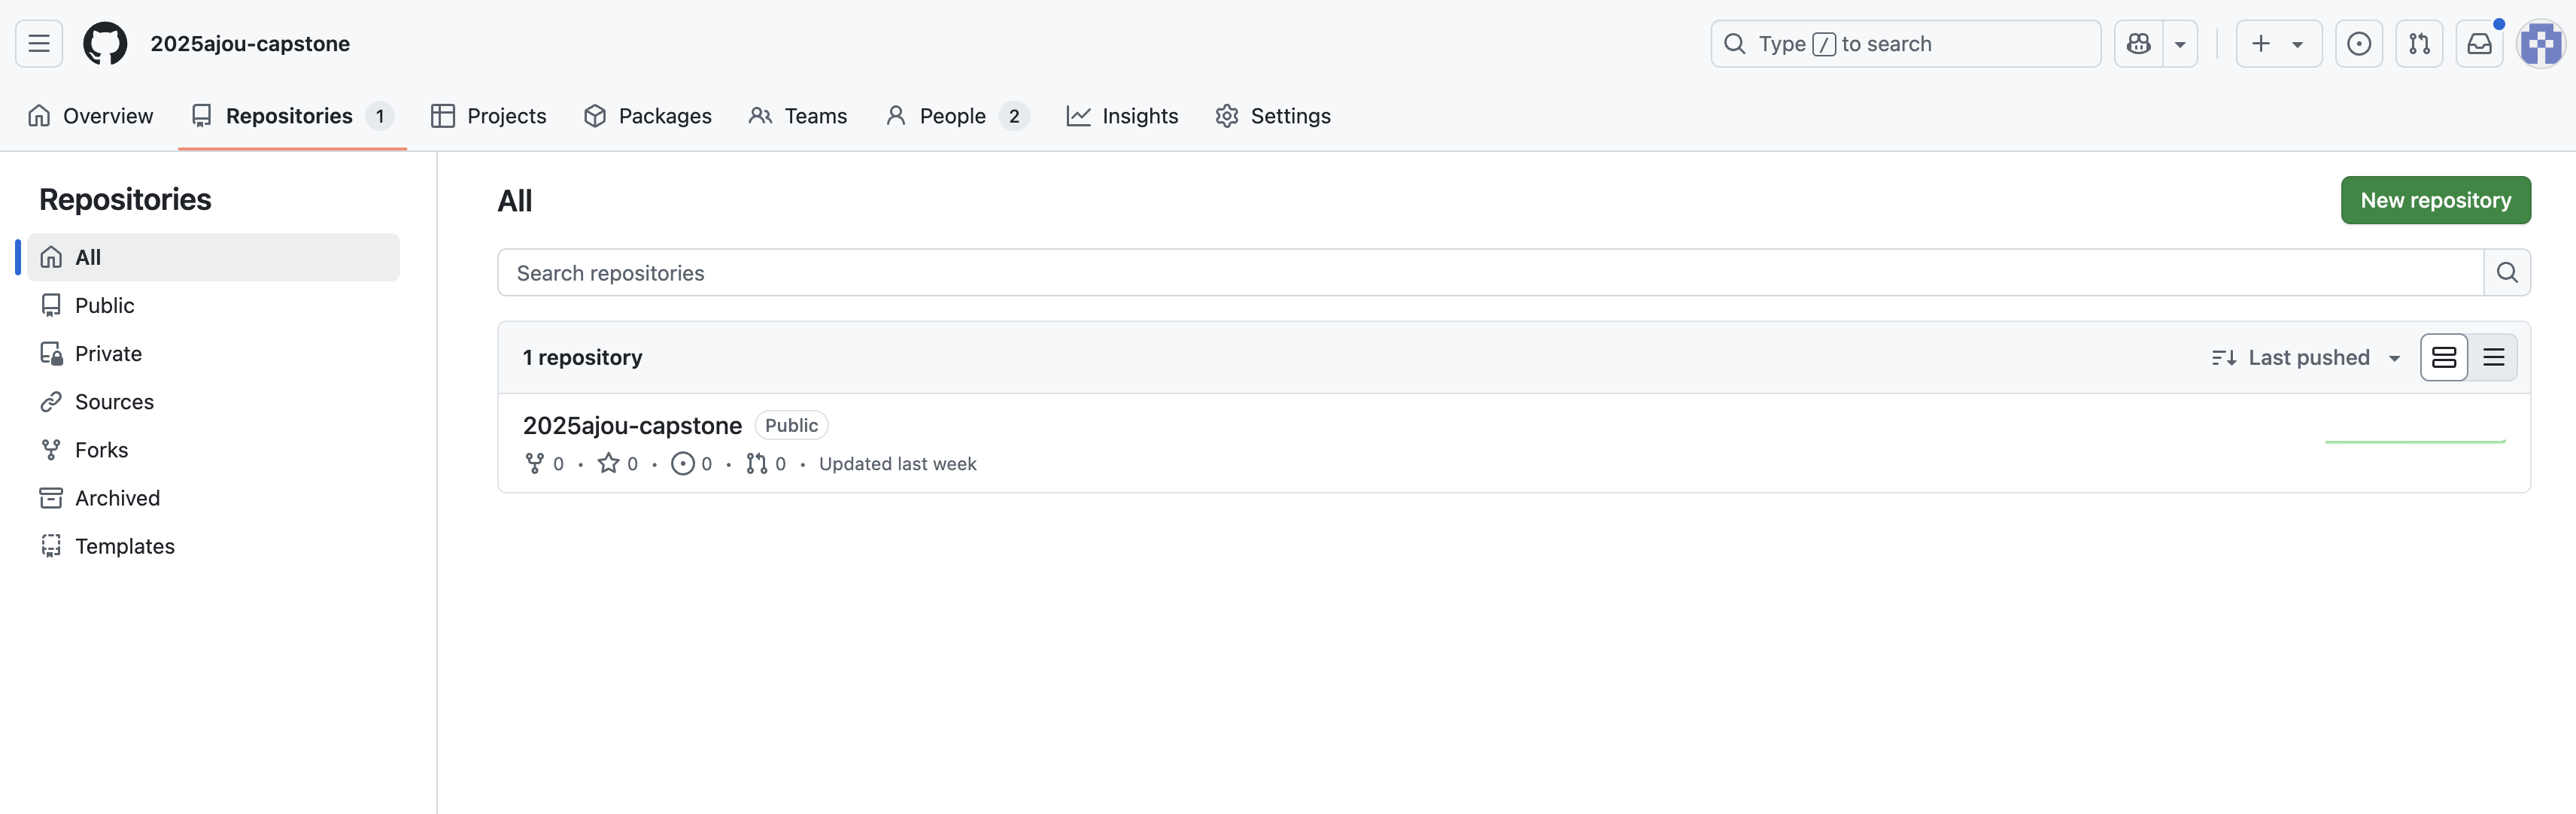 2025ajou-capstone
Type / to search
Overview
Repositories 1
Projects
Packages
Teams
People 2
Insights
Settings
Repositories
All
Public
Private
Sources
Forks
Archived
Templates
All
New repository
Search repositories
1 repository
Last pushed
2025ajou-capstone Public
0 · 0 · 0 · 0 · Updated last week